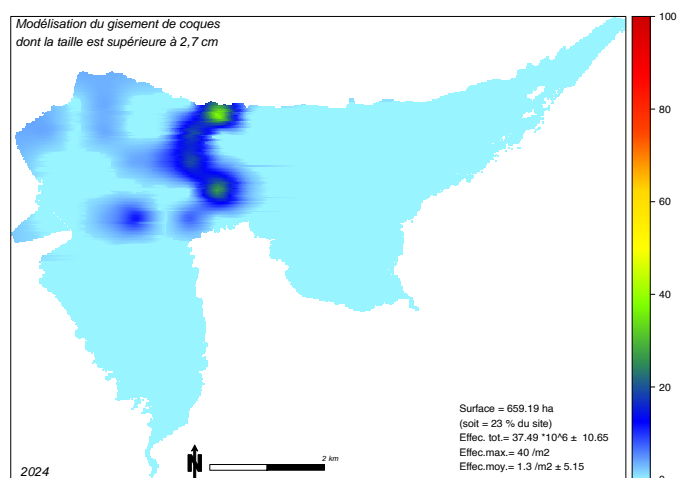 Modélisation du gisement de coques
dont la taille est supérieure à 2,7 cm
100
80
60
40
20
0
Surface = 659.19 ha
(soit = 23 % du site)
Effec. tot.= 37.49 *10^6 ± 10.65
Effec.max.= 40 /m2
Effec.moy.= 1.3 /m2 ± 5.15
N
2 km
2024